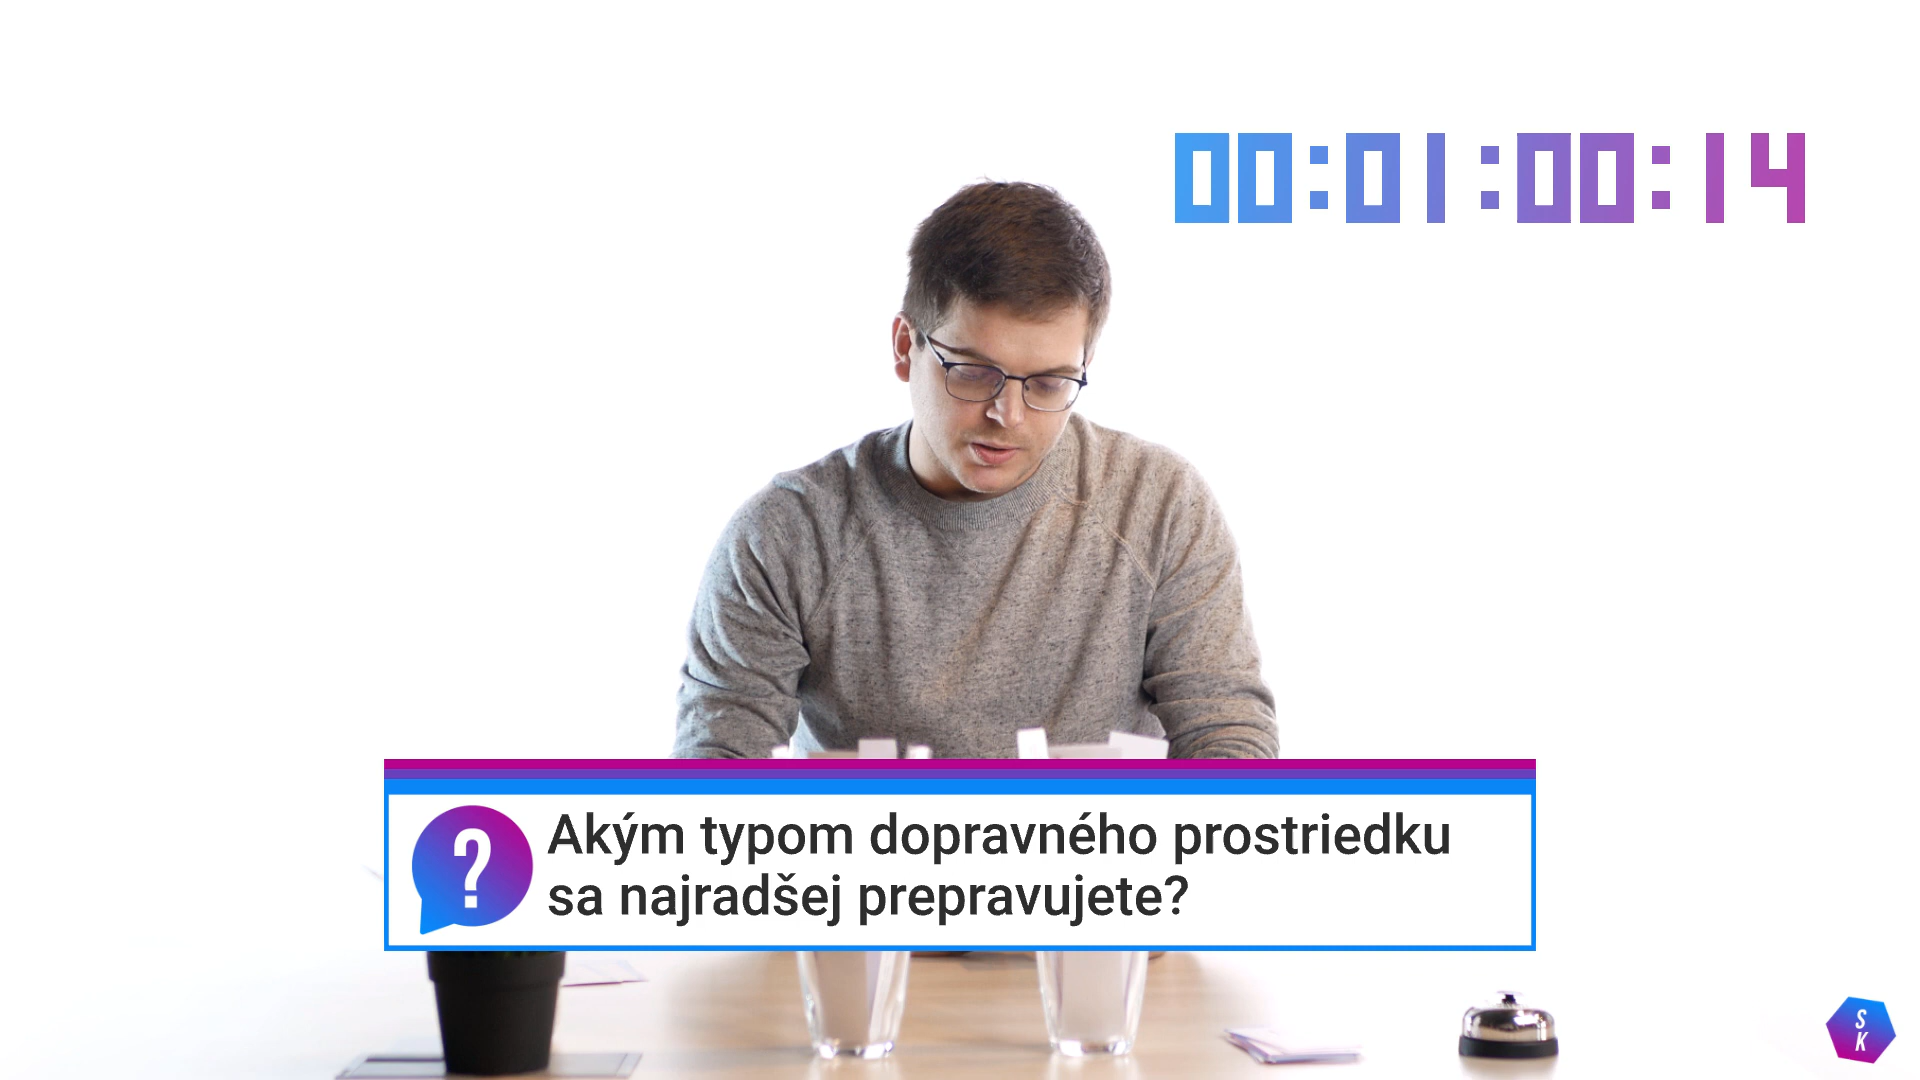 00:01:00:14
?
Akým typom dopravného prostriedku
sa najradšej prepravujete?
S
K